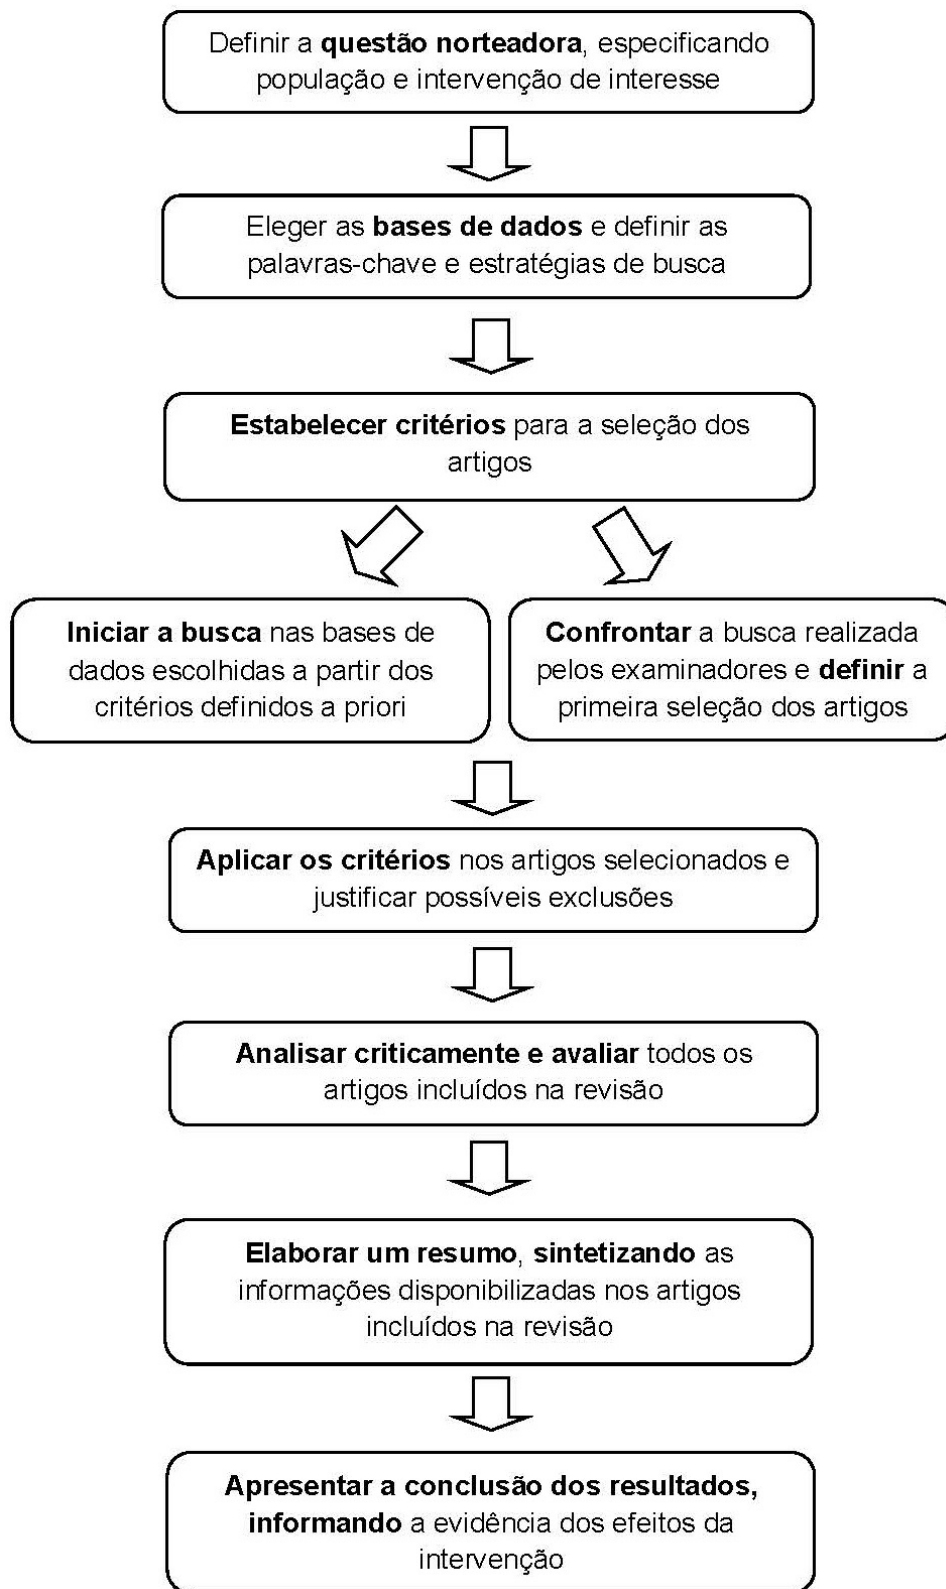 Definir a questão norteadora, especificando
população e intervenção de interesse
Eleger as bases de dados e definir as
palavras-chave e estratégias de busca
Estabelecer critérios para a seleção dos
artigos
Iniciar a busca nas bases de
dados escolhidas a partir dos
critérios definidos a priori
Confrontar a busca realizada
pelos examinadores e definir a
primeira seleção dos artigos
Aplicar os critérios nos artigos selecionados e
justificar possíveis exclusões
Analisar criticamente e avaliar todos os
artigos incluídos na revisão
Elaborar um resumo, sintetizando as
informações disponibilizadas nos artigos
incluídos na revisão
Apresentar a conclusão dos resultados,
informando a evidência dos efeitos da
intervenção